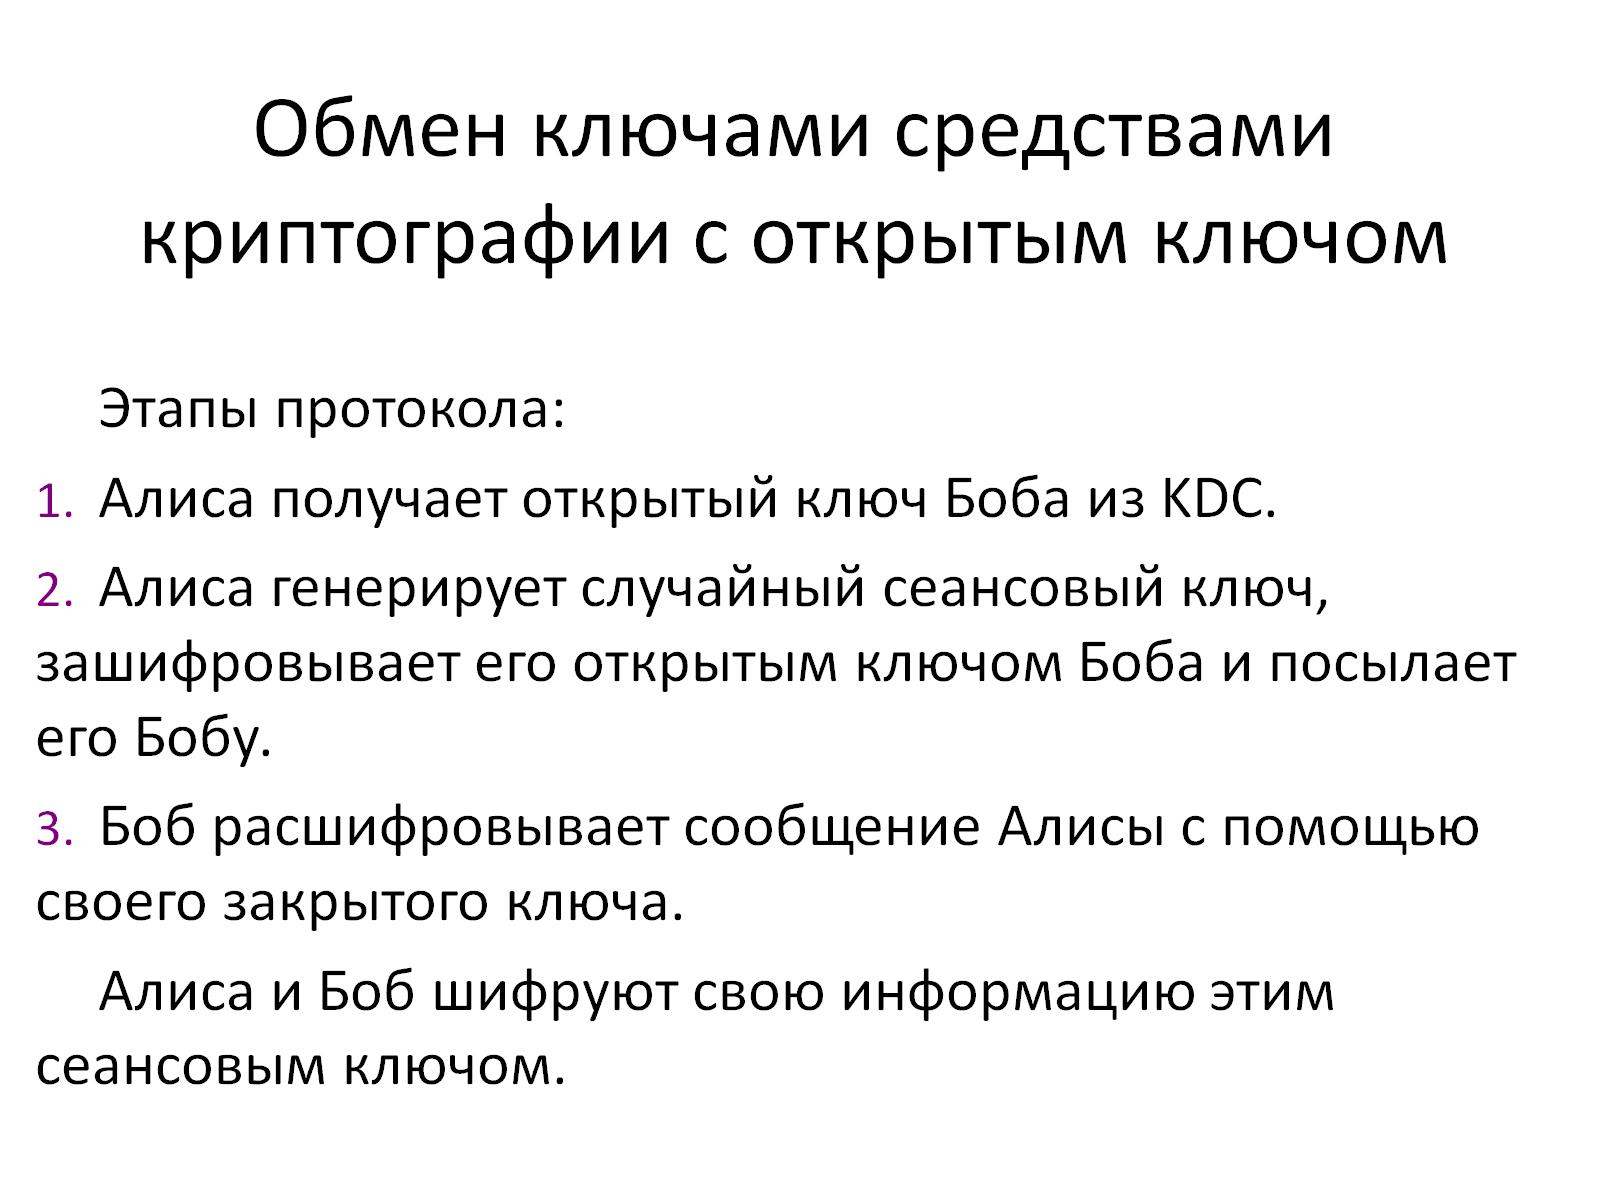 Обмен ключами средствами
криптографии с открытым ключом
Этапы протокола:
1. Алиса получает открытый ключ Боба из KDC.
2. Алиса генерирует случайный сеансовый ключ,
зашифровывает его открытым ключом Боба и посылает
его Бобу.
3. Боб расшифровывает сообщение Алисы с помощью
своего закрытого ключа.
Алиса и Боб шифруют свою информацию этим
сеансовым ключом.